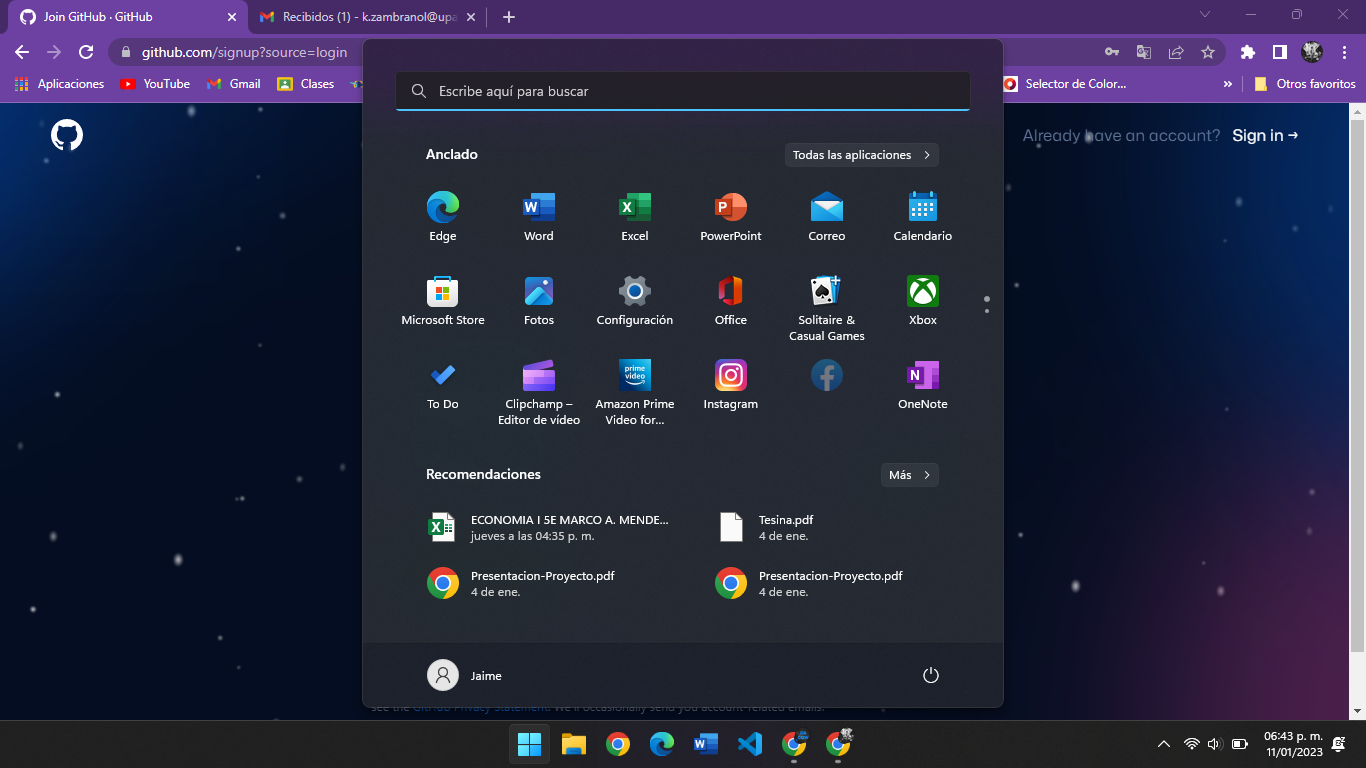 Join GitHub · GitHub
Recibidos (1) - k.zambranol@upa
github.com/signup?source=login
Aplicaciones
YouTube
Gmail
Clases
Selector de Color...
»
Otros favoritos
Already have an account? Sign in →
Escribe aquí para buscar
Anclado
Todas las aplicaciones
Edge
Word
Excel
PowerPoint
Correo
Calendario
Microsoft Store
Fotos
Configuración
Office
Solitaire &
Casual Games
Xbox
To Do
Clipchamp –
Editor de vídeo
prime
video
Amazon Prime
Video for...
Instagram
OneNote
Recomendaciones
Más
ECONOMIA I 5E MARCO A. MENDE...
jueves a las 04:35 p. m.
Tesina.pdf
4 de ene.
Presentacion-Proyecto.pdf
4 de ene.
Presentacion-Proyecto.pdf
4 de ene.
Jaime
see the GitHub Privacy Statement. We'll occasionally send you account-related emails.
06:43 p. m.
11/01/2023